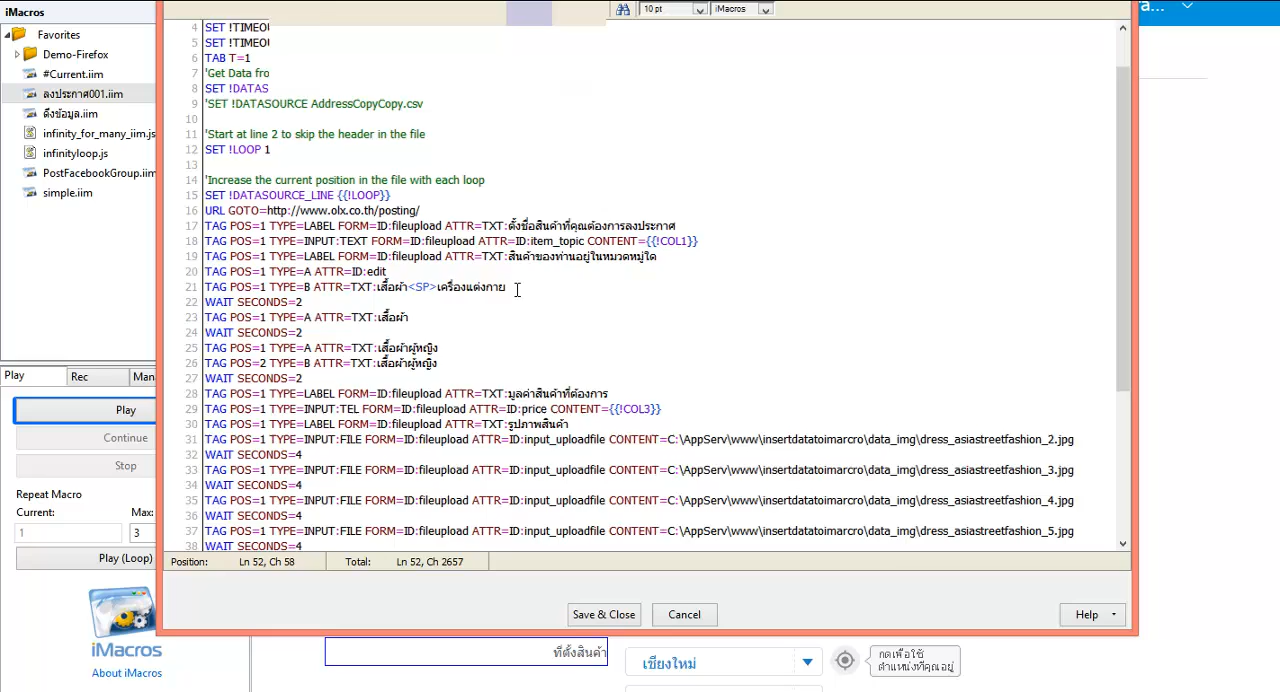 iMacros
Favorites
Demo-Firefox
#Current.iim
ลงประกาศ001.iim
ดึงข้อมูล.iim
infinity_for_many_iim.js
infinityloop.js
PostFacebookGroup.iim
simple.iim
Play
Rec
Man
Play
Continue
Stop
Repeat Macro
Current:
Max:
1
3
Play (Loop)
iMacros
About iMacros
10 pt
iMacros
4 SET !TIMEOU
5 SET !TIMEOU
6 TAB T=1
7 'Get Data fro
8 SET !DATAS
9 'SET !DATASOURCE AddressCopyCopy.csv
10
11 'Start at line 2 to skip the header in the file
12 SET !LOOP 1
13
14 'Increase the current position in the file with each loop
15 SET !DATASOURCE_LINE {{!LOOP}}
16 URL GOTO=http://www.olx.co.th/posting/
17 TAG POS=1 TYPE=LABEL FORM=ID:fileupload ATTR=TXT:ตั้งชื่อสินค้าที่คุณต้องการลงประกาศ
18 TAG POS=1 TYPE=INPUT:TEXT FORM=ID:fileupload ATTR=ID:item_topic CONTENT={{!COL1}}
19 TAG POS=1 TYPE=LABEL FORM=ID:fileupload ATTR=TXT:สินค้าของท่านอยู่ในหมวดหมู่ใด
20 TAG POS=1 TYPE=A ATTR=ID:edit
21 TAG POS=1 TYPE=B ATTR=TXT:เสื้อผ้า<SP>เครื่องแต่งกาย
22 WAIT SECONDS=2
23 TAG POS=1 TYPE=A ATTR=TXT:เสื้อผ้า
24 WAIT SECONDS=2
25 TAG POS=1 TYPE=A ATTR=TXT:เสื้อผ้าผู้หญิง
26 TAG POS=2 TYPE=B ATTR=TXT:เสื้อผ้าผู้หญิง
27 WAIT SECONDS=2
28 TAG POS=1 TYPE=LABEL FORM=ID:fileupload ATTR=TXT:มูลค่าสินค้าที่ต้องการ
29 TAG POS=1 TYPE=INPUT:TEL FORM=ID:fileupload ATTR=ID:price CONTENT={{!COL3}}
30 TAG POS=1 TYPE=LABEL FORM=ID:fileupload ATTR=TXT:รูปภาพสินค้า
31 TAG POS=1 TYPE=INPUT:FILE FORM=ID:fileupload ATTR=ID:input_uploadfile CONTENT=C:\AppServ\www\insertdatatoimarcro\data_img\dress_asiastreetfashion_2.jpg
32 WAIT SECONDS=4
33 TAG POS=1 TYPE=INPUT:FILE FORM=ID:fileupload ATTR=ID:input_uploadfile CONTENT=C:\AppServ\www\insertdatatoimarcro\data_img\dress_asiastreetfashion_3.jpg
34 WAIT SECONDS=4
35 TAG POS=1 TYPE=INPUT:FILE FORM=ID:fileupload ATTR=ID:input_uploadfile CONTENT=C:\AppServ\www\insertdatatoimarcro\data_img\dress_asiastreetfashion_4.jpg
36 WAIT SECONDS=4
37 TAG POS=1 TYPE=INPUT:FILE FORM=ID:fileupload ATTR=ID:input_uploadfile CONTENT=C:\AppServ\www\insertdatatoimarcro\data_img\dress_asiastreetfashion_5.jpg
38 WAIT SECONDS=4
Position: Ln 52, Ch 58 Total: Ln 52, Ch 2657
Save & Close
Cancel
Help
ที่ตั้งสินค้า
เชียงใหม่
กดเพื่อใช้
ตำแหน่งที่คุณอยู่
a...